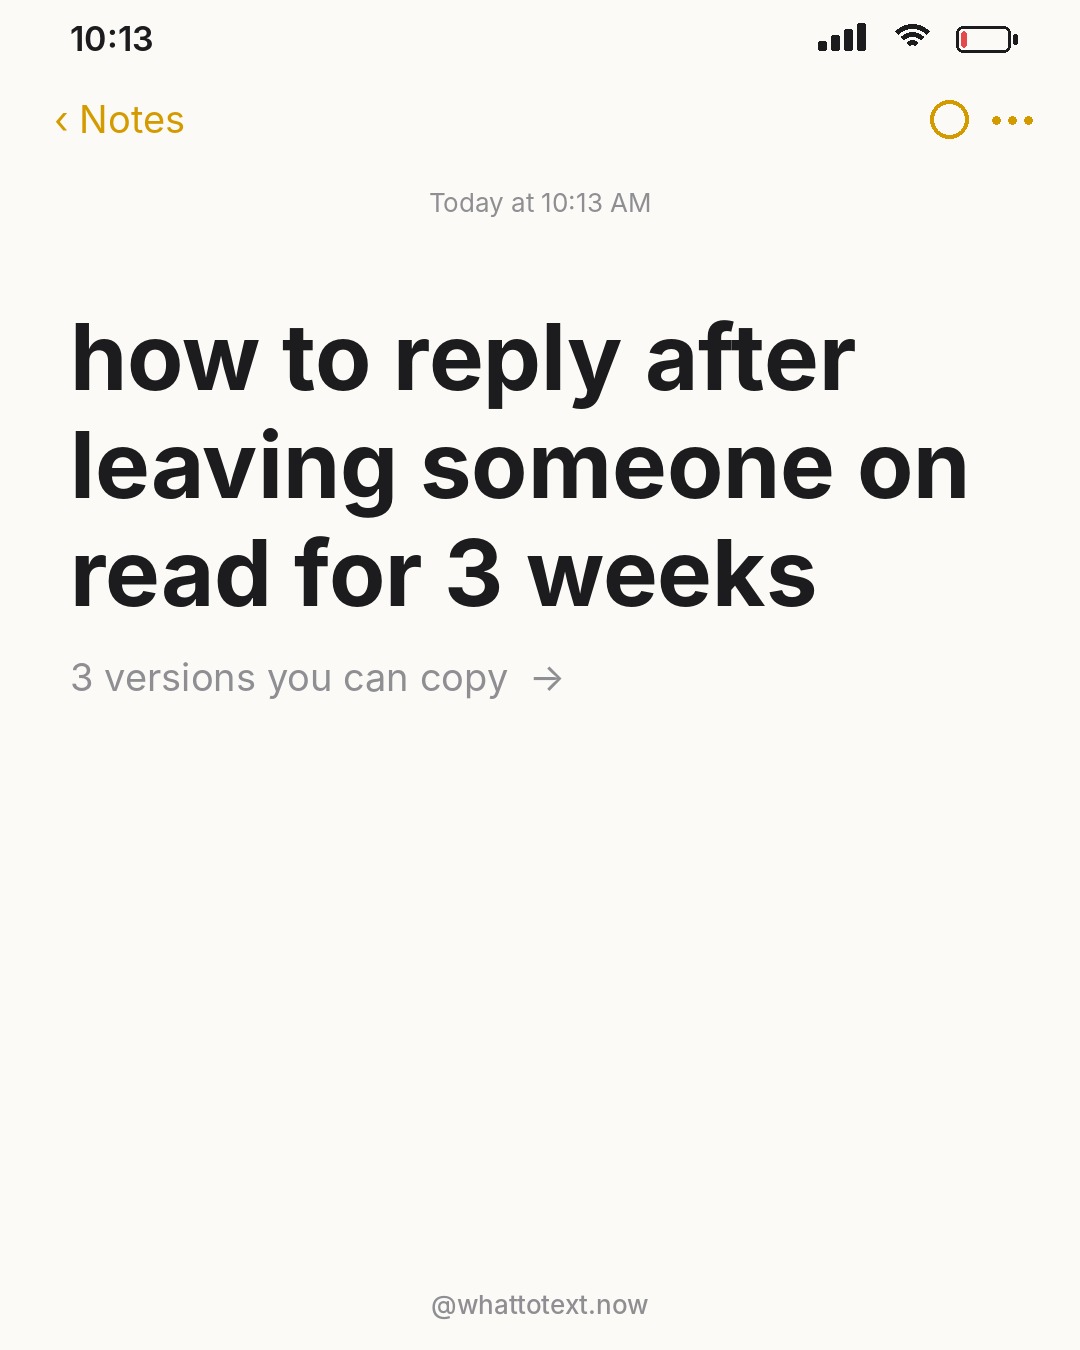 10:13
‹ Notes
Today at 10:13 AM
how to reply after
leaving someone on
read for 3 weeks
3 versions you can copy →
@whattotext.now